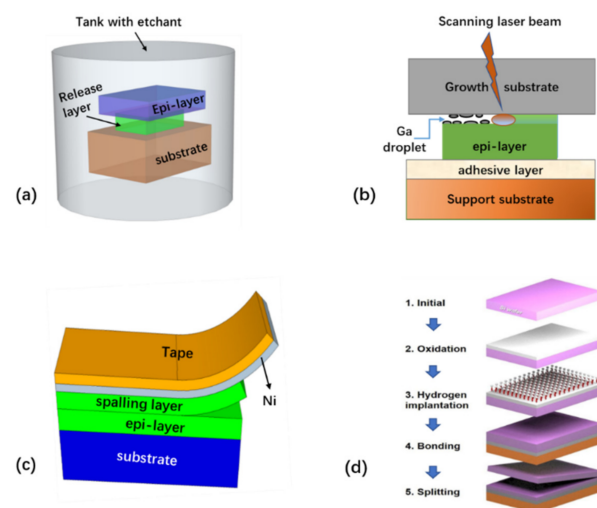 (a)
Tank with etchant
Release
layer
Epi-layer
substrate
(b)
Scanning laser beam
Growth substrate
Ga
droplet
epi-layer
adhesive layer
Support substrate
(c)
Tape
Ni
spalling layer
epi-layer
substrate
(d)
1. Initial
2. Oxidation
3. Hydrogen
implantation
4. Bonding
5. Splitting